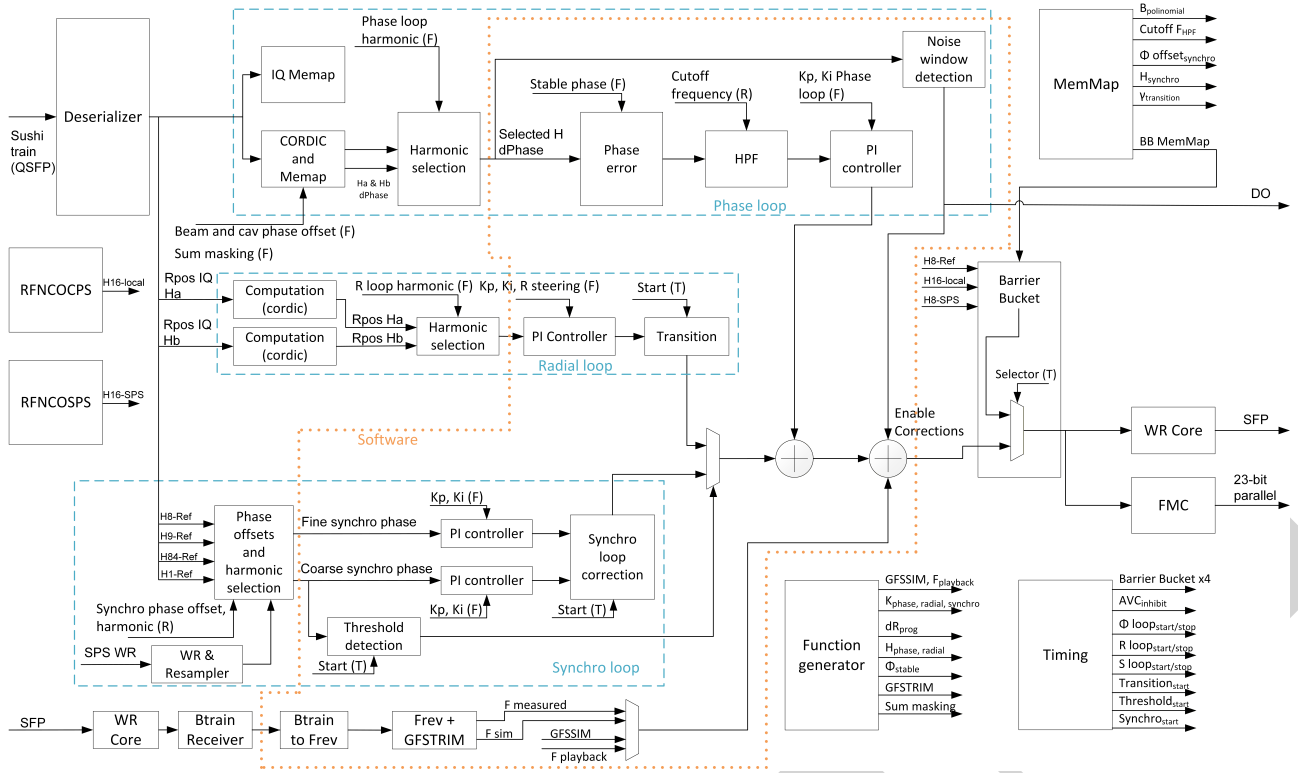 Deserializer
Sushi
train
(QSFP)
IQ Memap
CORDIC
and
Memap
Ha & Hb
dPhase
Beam and cav phase offset (F)
Sum masking (F)
Phase loop
harmonic (F)
Harmonic
selection
Selected H
dPhase
Stable phase (F)
Phase
error
Cutoff
frequency (R)
HPF
Kp, Ki Phase
loop (F)
PI
controller
Noise
window
detection
Phase loop
MemMap
Bpolinomial
Cutoff FHPF
Φ offsetsynchro
Hsynchro
γtransition
BB MemMap
DO
RFNCOCPS
H16-local
RFNCOSPS
H16-SPS
Rpos IQ
Ha
Rpos IQ
Hb
Computation
(cordic)
Computation
(cordic)
Rpos Ha
Rpos Hb
R loop harmonic (F)
Harmonic
selection
Kp, Ki, R steering (F)
PI Controller
Start (T)
Transition
Radial loop
Software
H8-Ref
H16-local
H8-SPS
Barrier
Bucket
Selector (T)
Enable
Corrections
WR Core
SFP
FMC
23-bit
parallel
H8-Ref
H9-Ref
H84-Ref
H1-Ref
Phase
offsets
and
harmonic
selection
Synchro phase offset,
harmonic (R)
SPS WR
WR &
Resampler
Fine synchro phase
Coarse synchro phase
Kp, Ki (F)
PI controller
PI controller
Kp, Ki (F)
Synchro
loop
correction
Start (T)
Threshold
detection
Start (T)
Synchro loop
SFP
WR
Core
Btrain
Receiver
Btrain
to Frev
Frev +
GFSTRIM
F measured
F sim
GFSSIM
F playback
Function
generator
GFSSIM, Fplayback
Kphase, radial, synchro
dRprog
Hphase, radial
Φstable
GFSTRIM
Sum masking
Timing
Barrier Bucket x4
AVCinhibit
Φ loopstart/stop
R loopstart/stop
S loopstart/stop
Transitionstart
Thresholdstart
Synchrostart